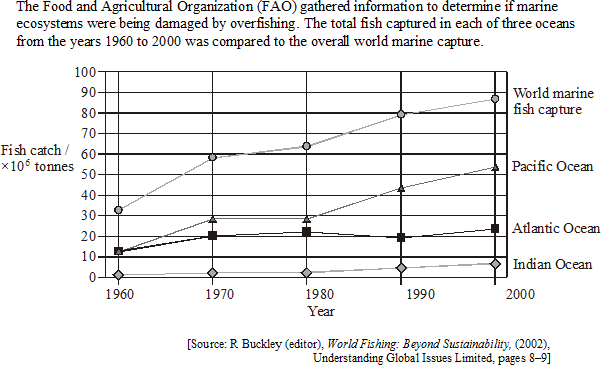 The Food and Agricultural Organization (FAO) gathered information to determine if marine
ecosystems were being damaged by overfishing. The total fish captured in each of three oceans
from the years 1960 to 2000 was compared to the overall world marine capture.
100
90
80
70
60
50
40
30
20
10
0
Fish catch /
×10⁶ tonnes
World marine
fish capture
Pacific Ocean
Atlantic Ocean
Indian Ocean
1960 1970 1980 1990 2000
Year
[Source: R Buckley (editor), World Fishing: Beyond Sustainability, (2002),
Understanding Global Issues Limited, pages 8–9]